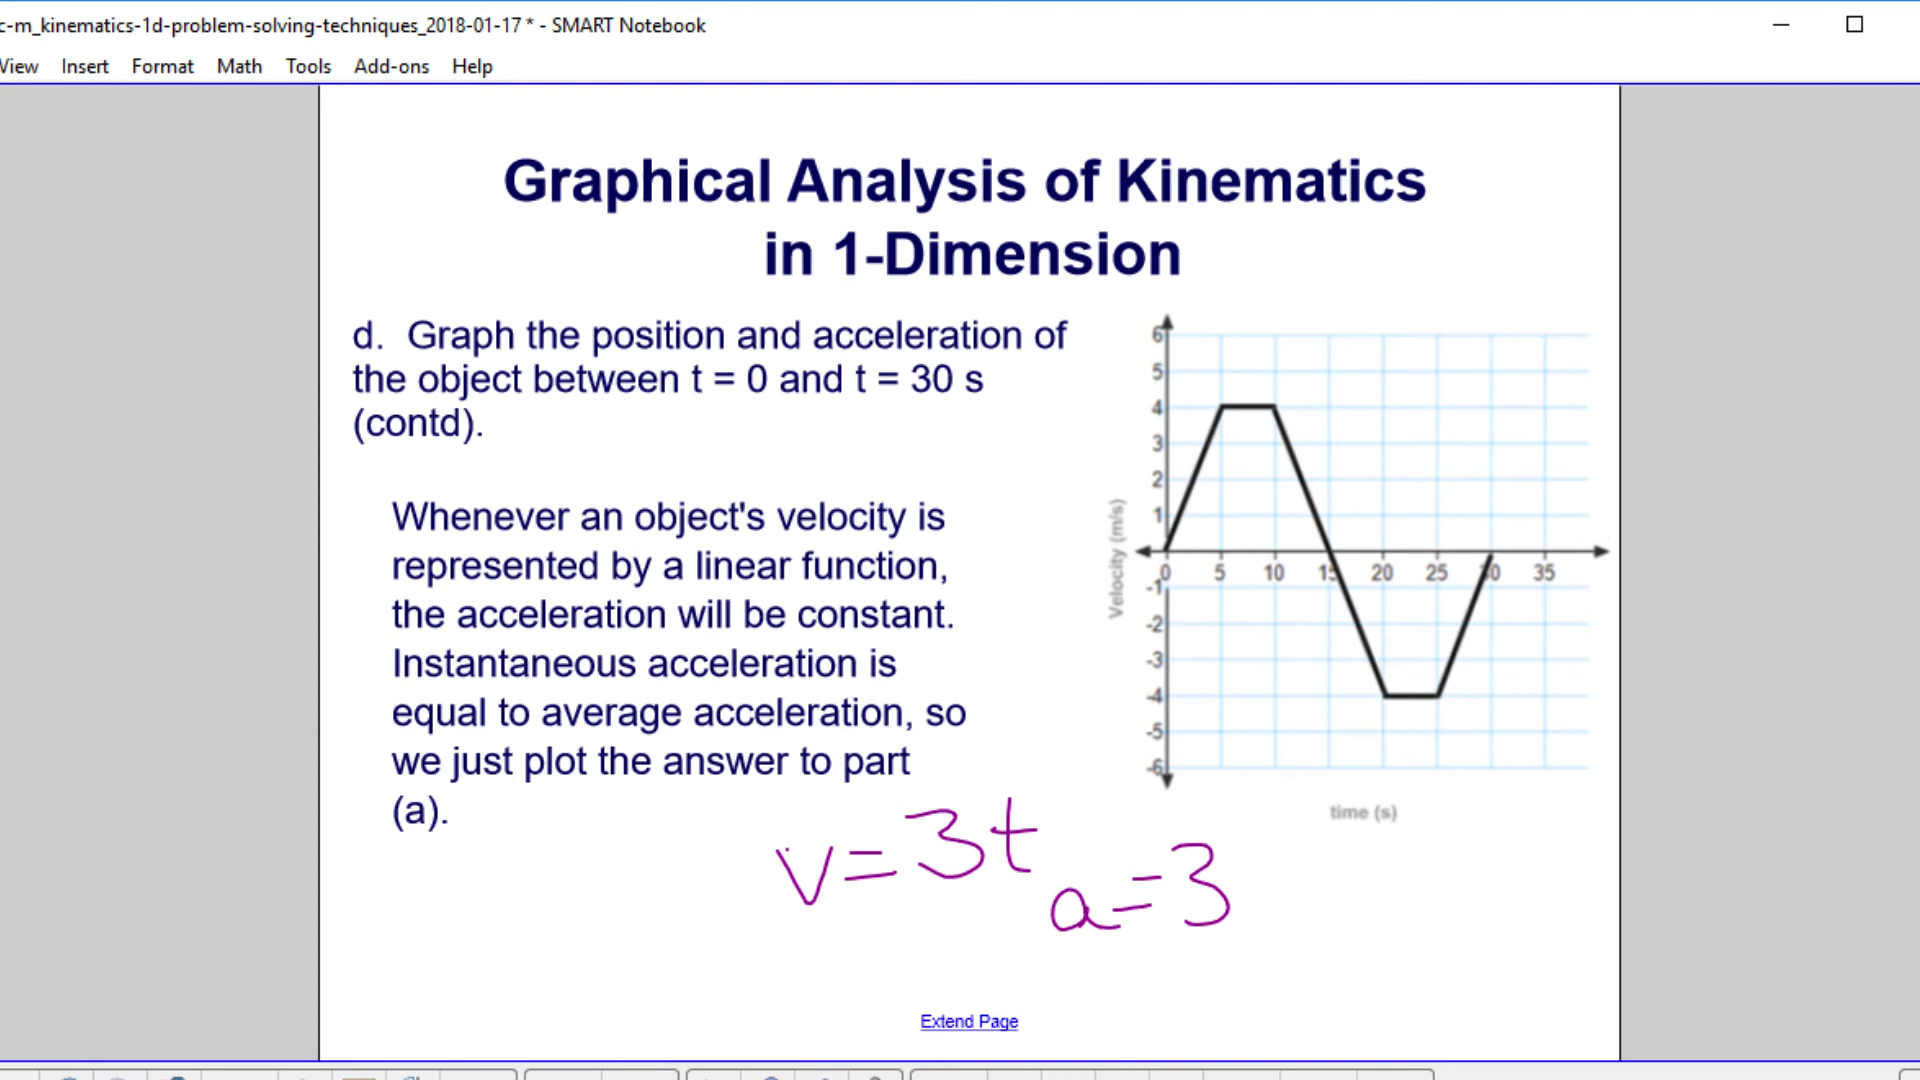 c-m_kinematics-1d-problem-solving-techniques_2018-01-17 * - SMART Notebook
View Insert Format Math Tools Add-ons Help
Graphical Analysis of Kinematics
in 1-Dimension
d. Graph the position and acceleration of
the object between t = 0 and t = 30 s
(contd).
Whenever an object's velocity is
represented by a linear function,
the acceleration will be constant.
Instantaneous acceleration is
equal to average acceleration, so
we just plot the answer to part
(a).
6
5
4
3
2
1
0 5 10 15 20 25 30 35
-1
-2
-3
-4
-5
-6
Velocity (m/s)
time (s)
v=3t
a=3
Extend Page